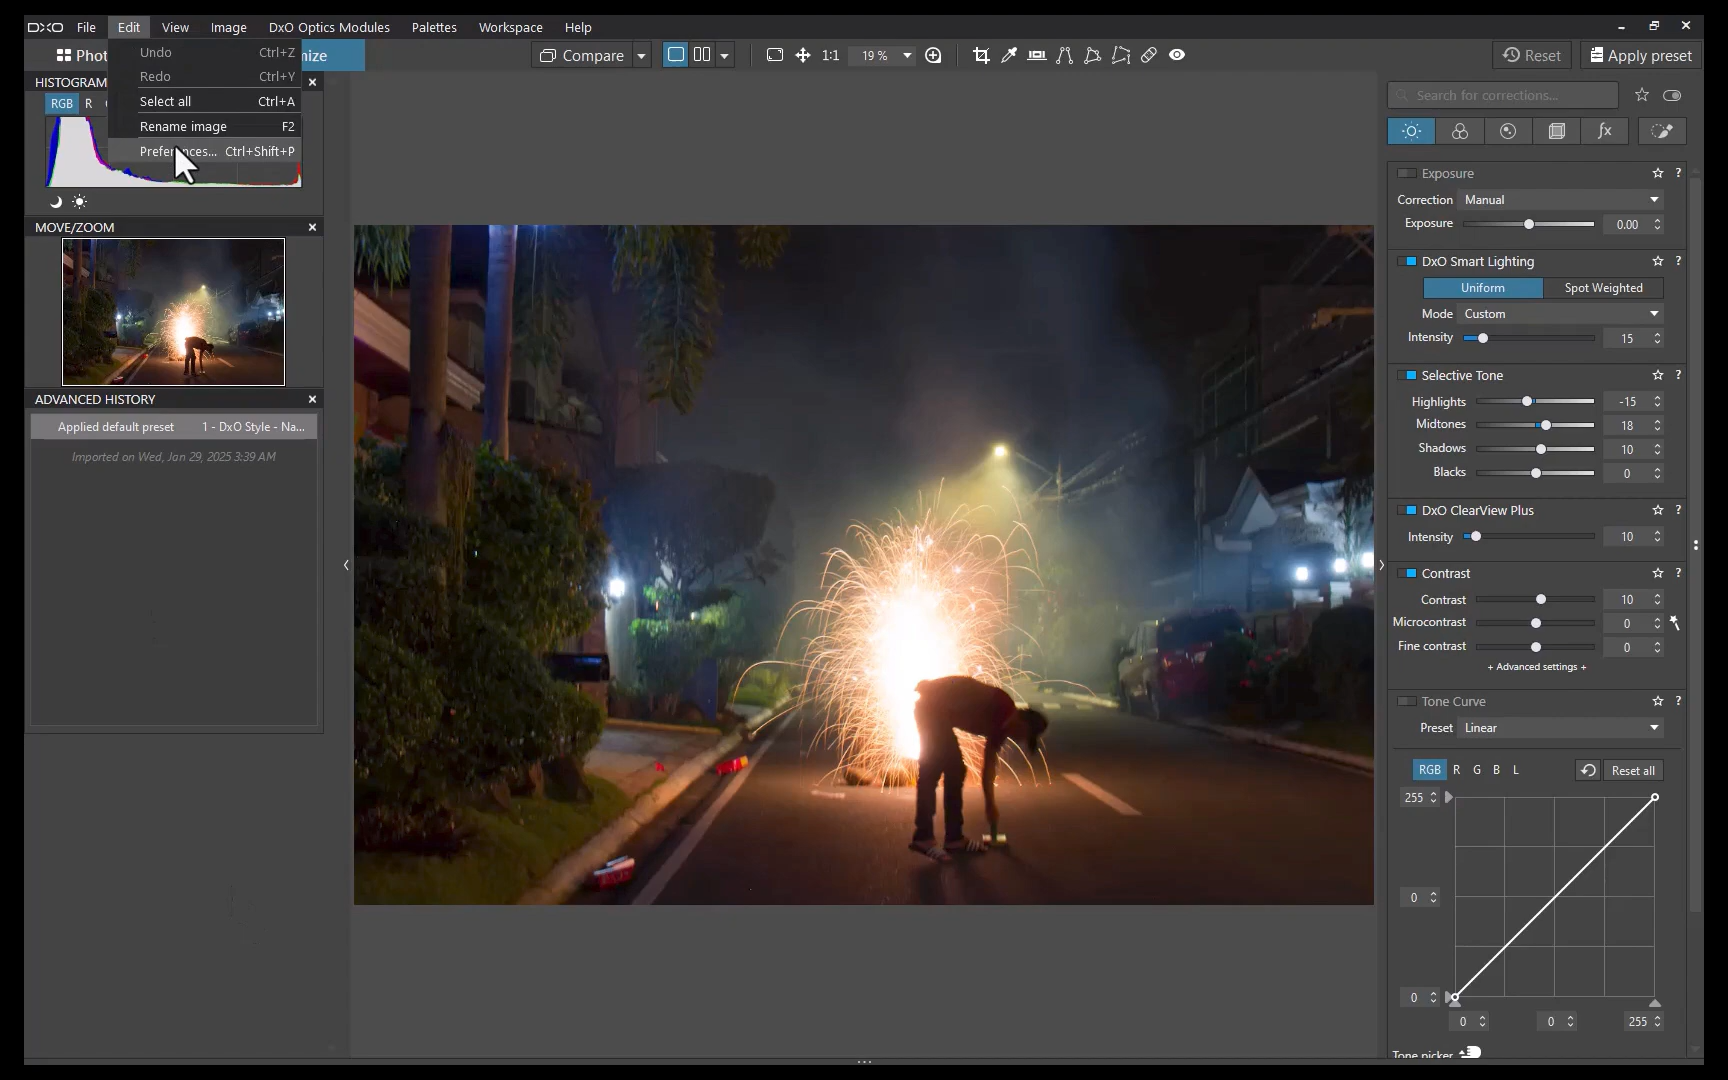 DXO File Edit View Image DxO Optics Modules Palettes Workspace Help
Phot mize Compare 1:1 19 % Reset Apply preset
Undo Ctrl+Z
Redo Ctrl+Y
Select all Ctrl+A
Rename image F2
Preferences... Ctrl+Shift+P
HISTOGRAM
RGB R
MOVE/ZOOM
ADVANCED HISTORY
Applied default preset 1 - DxO Style - Na...
Imported on Wed, Jan 29, 2025 3:39 AM
Search for corrections...
fx
Exposure ?
Correction Manual
Exposure 0.00
DxO Smart Lighting ?
Uniform Spot Weighted
Mode Custom
Intensity 15
Selective Tone ?
Highlights -15
Midtones 18
Shadows 10
Blacks 0
DxO ClearView Plus ?
Intensity 10
Contrast ?
Contrast 10
Microcontrast 0
Fine contrast 0
+ Advanced settings +
Tone Curve ?
Preset Linear
RGB R G B L Reset all
255
0
0
0 0 255
Tone picker